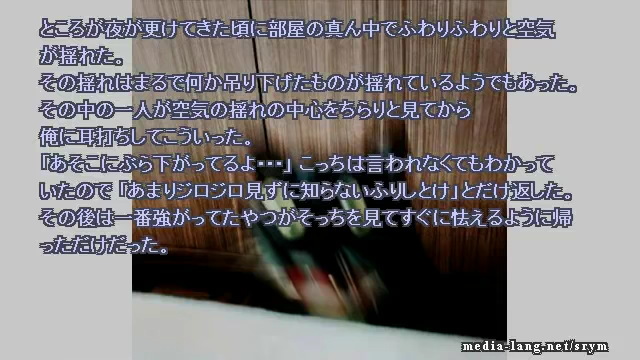 ところが夜が更けてきた頃に部屋の真ん中でふわりふわりと空気
が揺れた。
その揺れはまるで何か吊り下げたものが揺れているようでもあった。
その中の一人が空気の揺れの中心をちらりと見てから
俺に耳打ちしてこういった。
「あそこにぶら下がってるよ・・・」 こっちは言われなくてもわかって
いたので 「あまりジロジロ見ずに知らないふりしとけ」とだけ返した。
その後は一番強がってたやつがそっちを見てすぐに怯えるように帰
っただけだった。
media-lang.net/srym